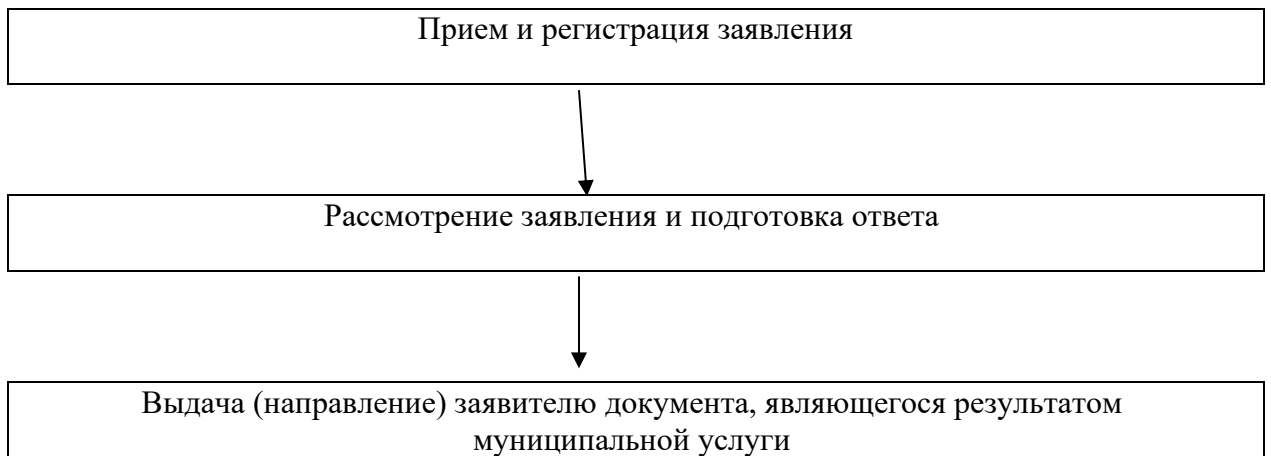 Прием и регистрация заявления
Рассмотрение заявления и подготовка ответа
Выдача (направление) заявителю документа, являющегося результатом
муниципальной услуги